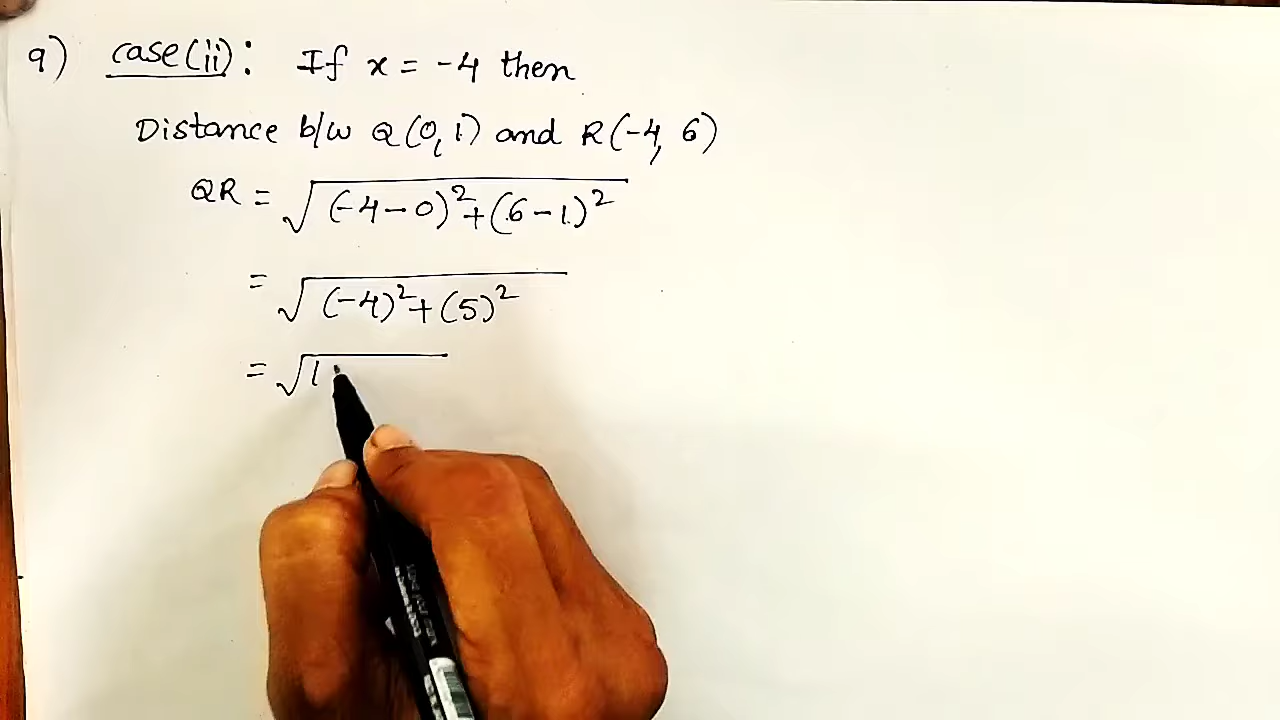 9) case(ii): If x = -4 then
Distance b/w Q(0,1) and R(-4, 6)
QR = √(-4-0)²+(6-1)²
= √(-4)²+(5)²
= √1